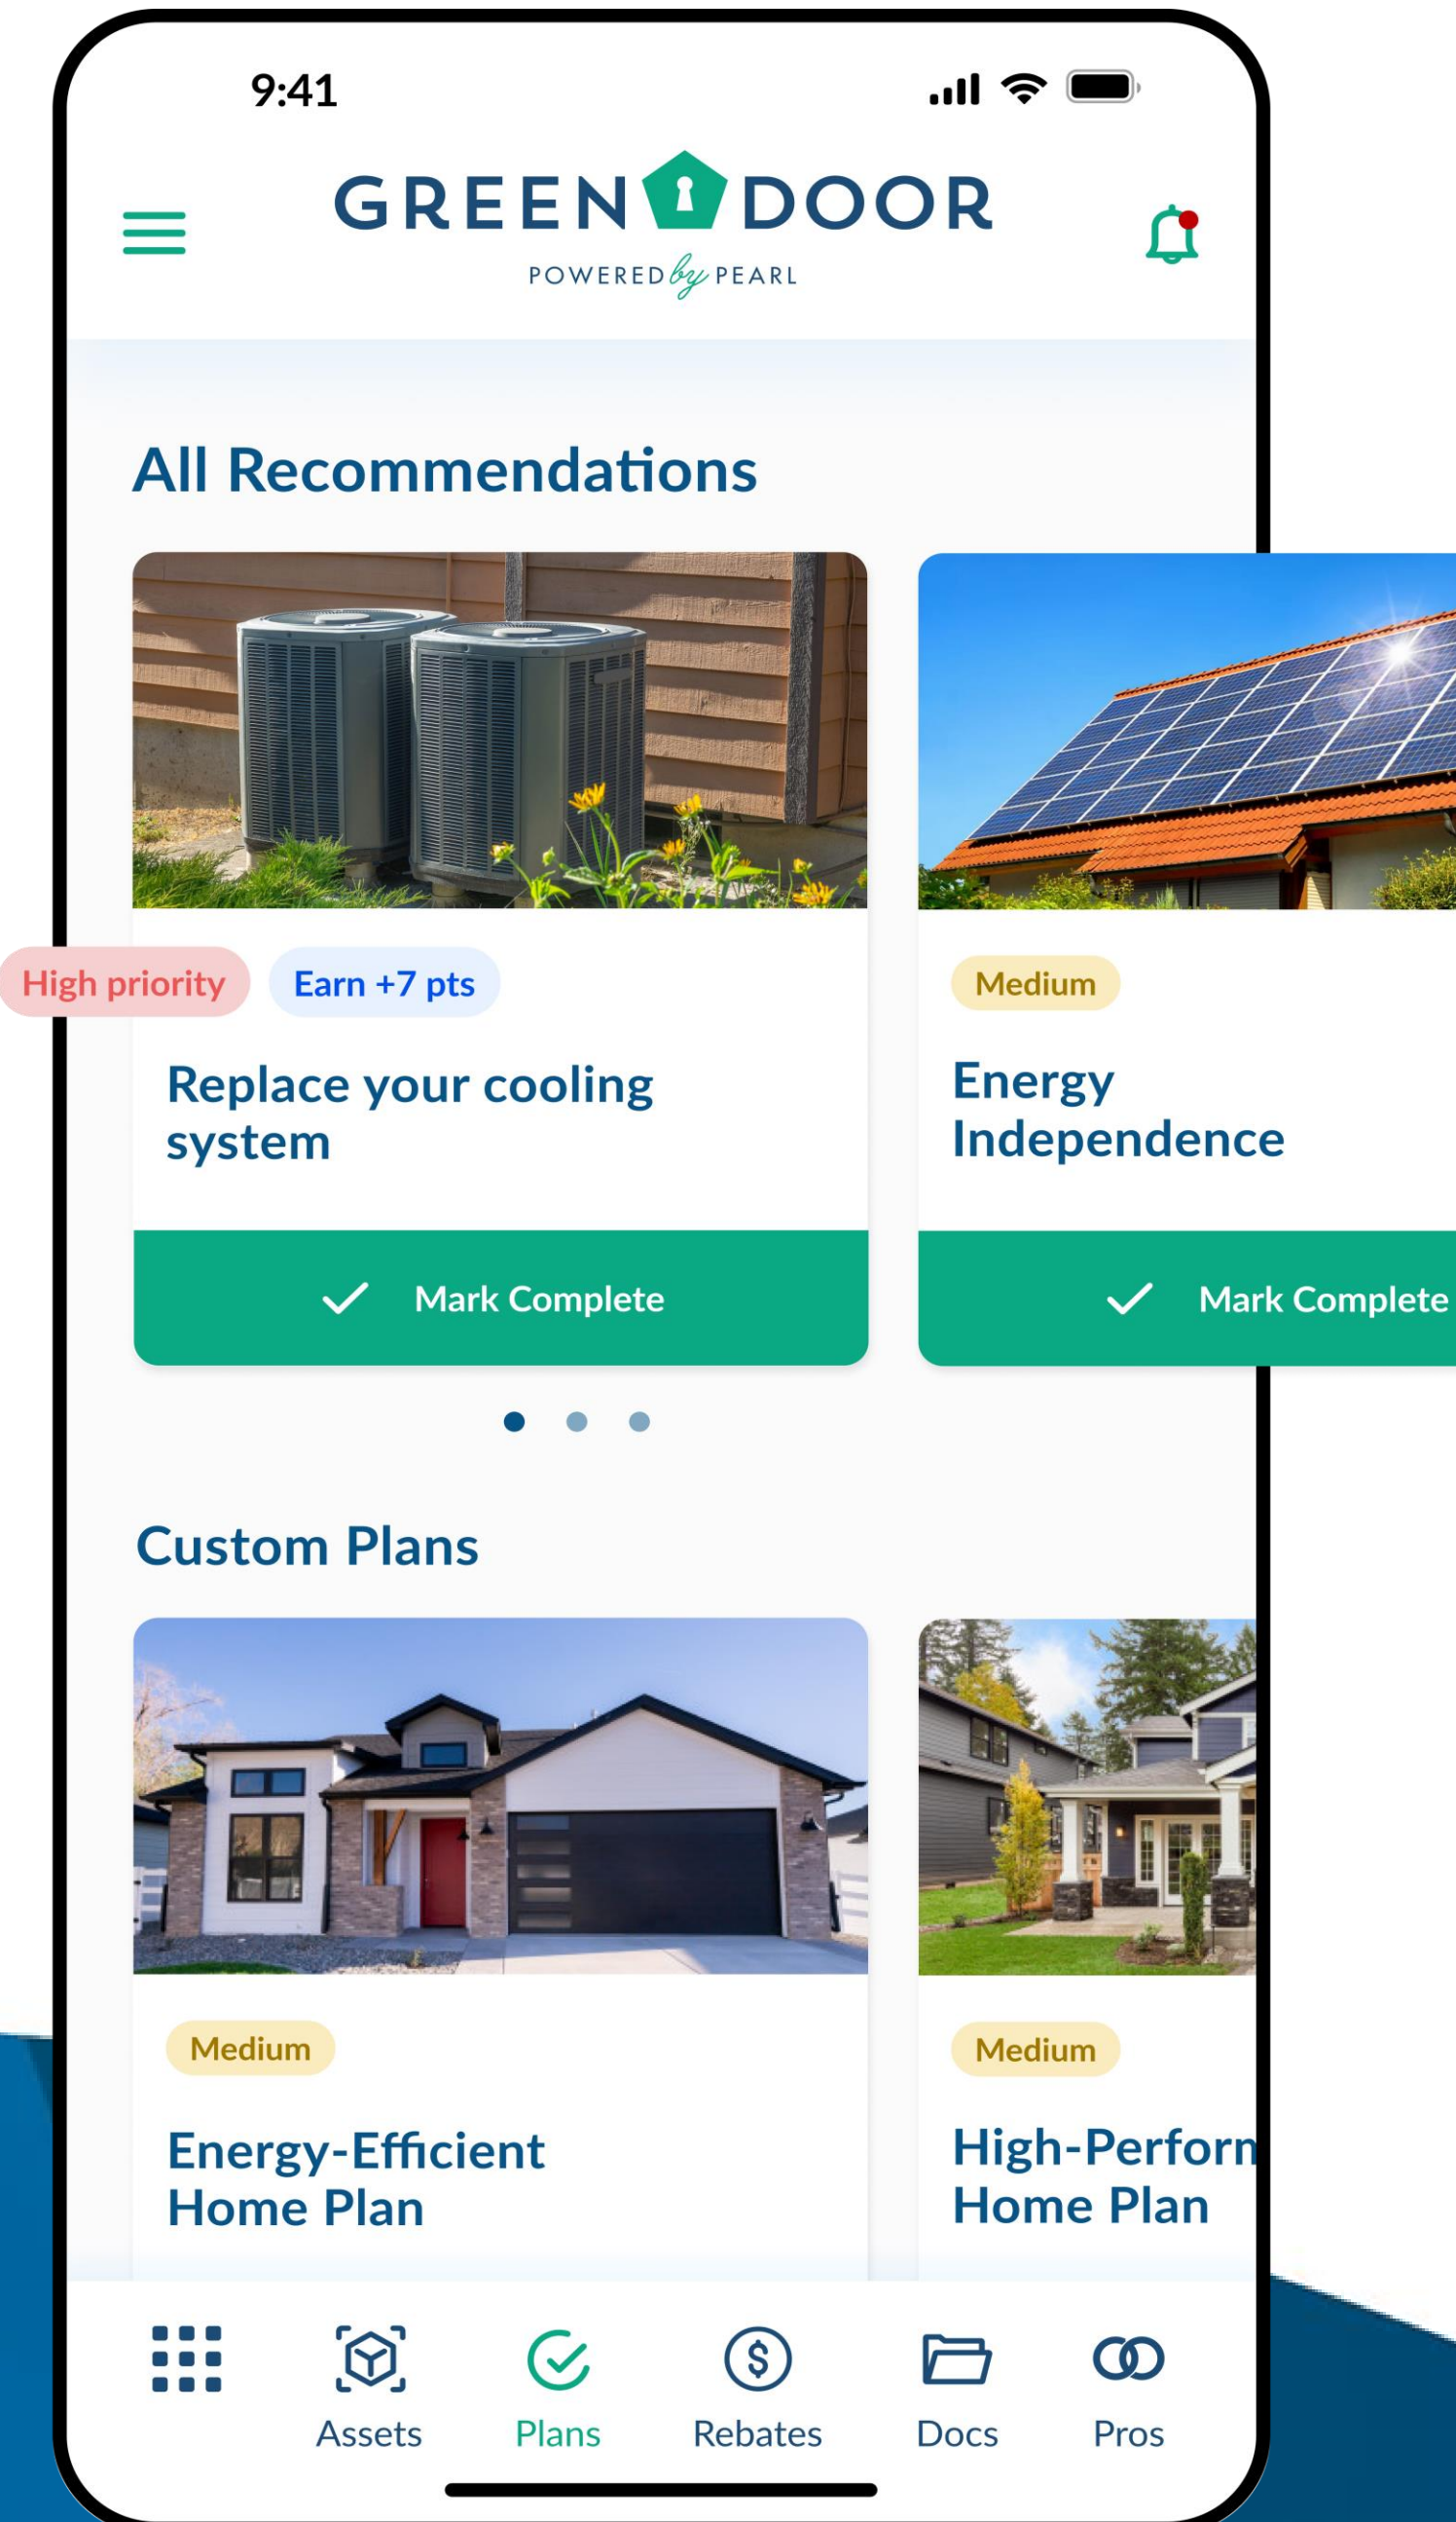 9:41
GREEN DOOR
POWERED by PEARL
All Recommendations
High priority
Earn +7 pts
Replace your cooling
system
Mark Complete
Medium
Energy
Independence
Mark Complete
Custom Plans
Medium
Energy-Efficient
Home Plan
Medium
High-Perform
Home Plan
Assets
Plans
Rebates
Docs
Pros